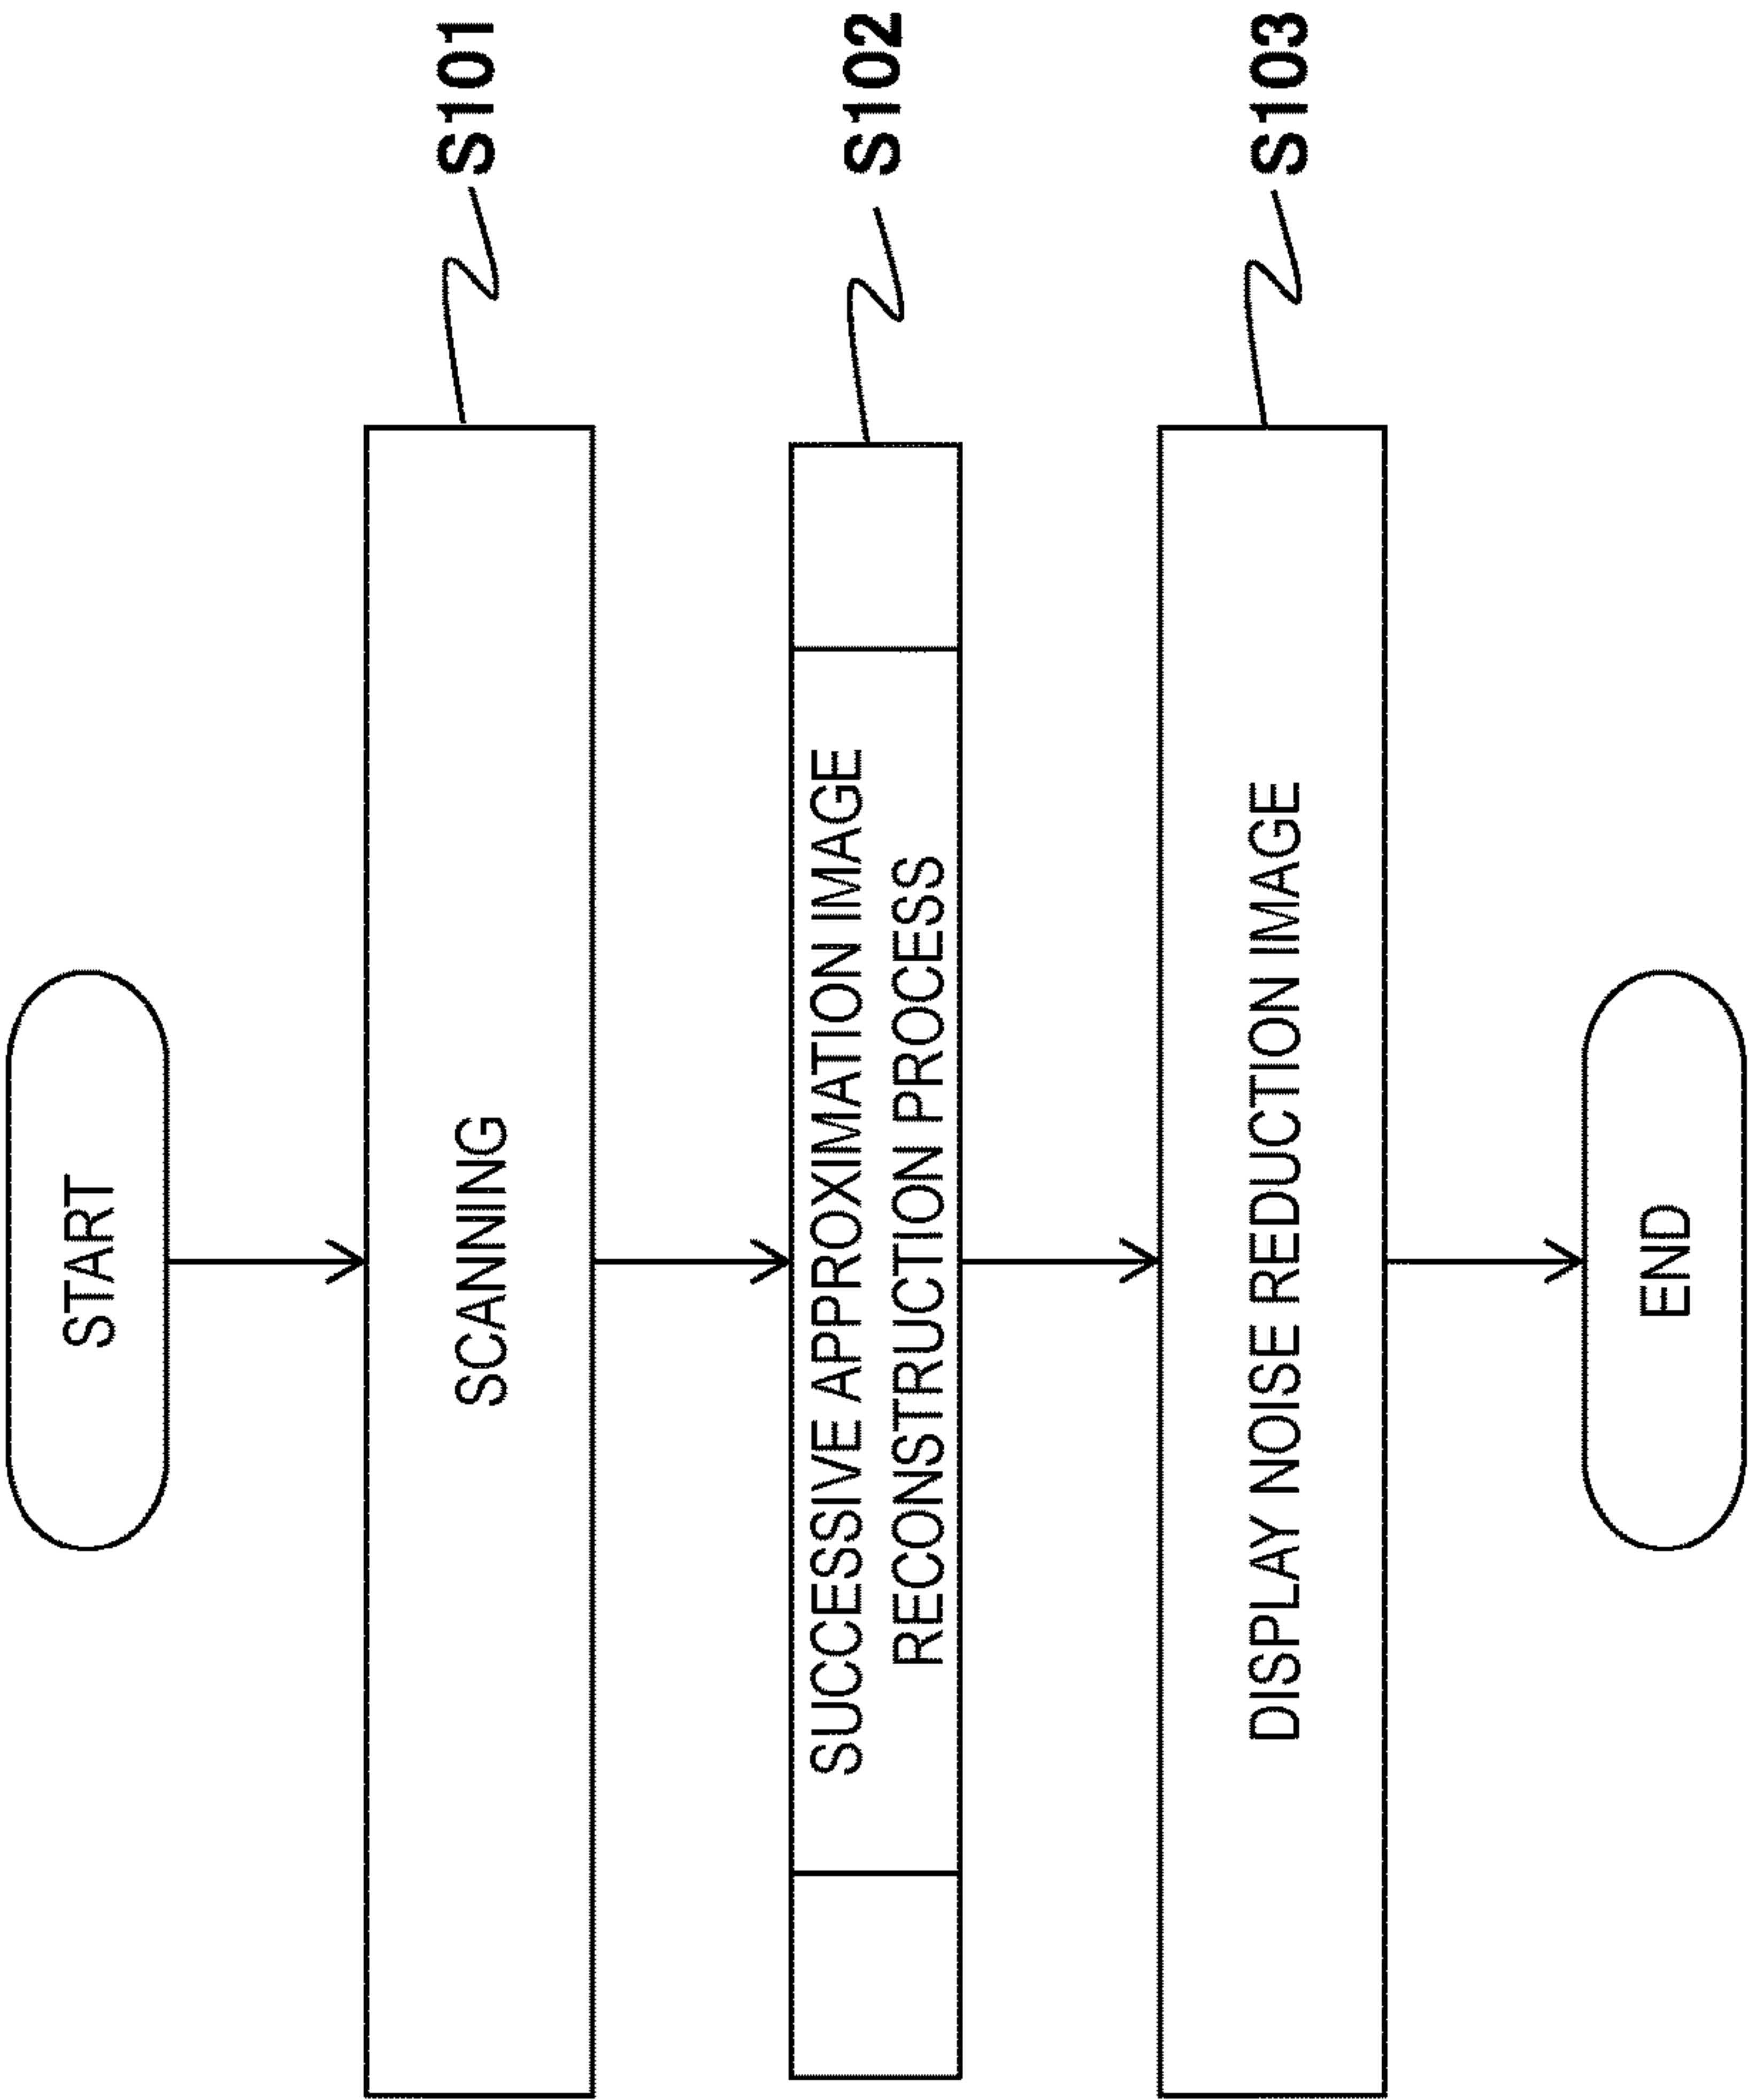 START
SCANNING
S101
SUCCESSIVE APPROXIMATION IMAGE
RECONSTRUCTION PROCESS
S102
DISPLAY NOISE REDUCTION IMAGE
S103
END